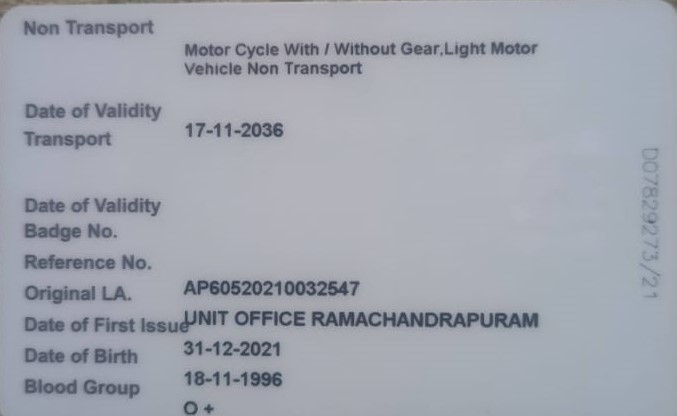 Non Transport
Motor Cycle With / Without Gear,Light Motor
Vehicle Non Transport
Date of Validity
Transport
17-11-2036
Date of Validity
Badge No.
Reference No.
Original LA.
AP60520210032547
Date of First Issue
UNIT OFFICE RAMACHANDRAPURAM
Date of Birth
31-12-2021
Blood Group
18-11-1996
O +
D07829273/21